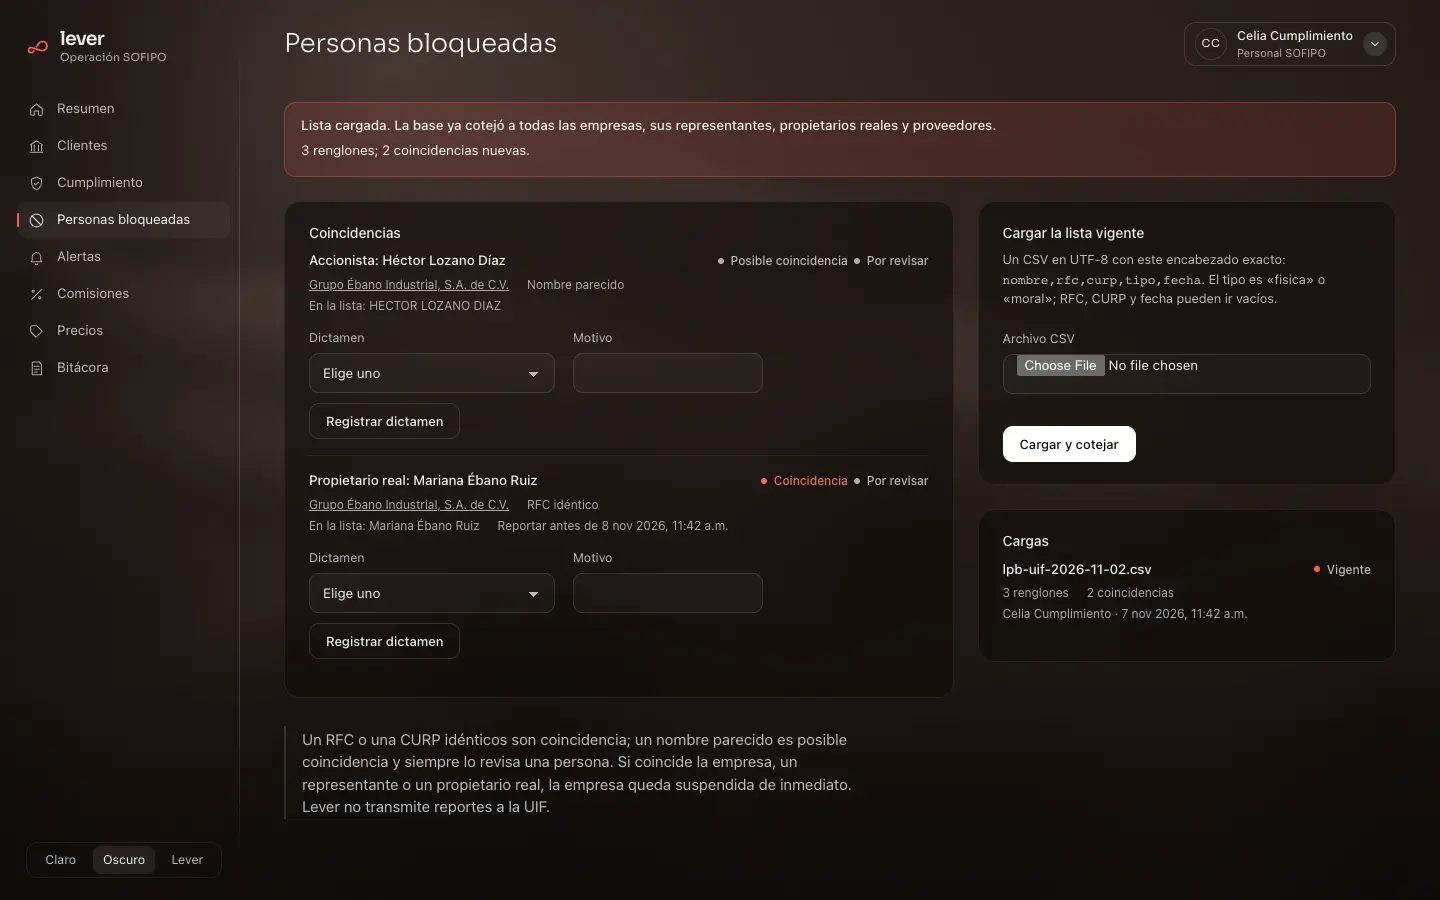 lever
Operación SOFIPO
Resumen
Clientes
Cumplimiento
Personas bloqueadas
Alertas
Comisiones
Precios
Bitácora
Claro Oscuro Lever
Personas bloqueadas
CC
Celia Cumplimiento
Personal SOFIPO
Lista cargada. La base ya cotejó a todas las empresas, sus representantes, propietarios reales y proveedores.
3 renglones; 2 coincidencias nuevas.
Coincidencias
Accionista: Héctor Lozano Díaz
Posible coincidencia Por revisar
Grupo Ébano Industrial, S.A. de C.V. Nombre parecido
En la lista: HECTOR LOZANO DIAZ
Dictamen Motivo
Elige uno
Registrar dictamen
Propietario real: Mariana Ébano Ruiz
Coincidencia Por revisar
Grupo Ébano Industrial, S.A. de C.V. RFC idéntico
En la lista: Mariana Ébano Ruiz Reportar antes de 8 nov 2026, 11:42 a.m.
Dictamen Motivo
Elige uno
Registrar dictamen
Cargar la lista vigente
Un CSV en UTF-8 con este encabezado exacto:
nombre,rfc,curp,tipo,fecha. El tipo es «fisica» o
«moral»; RFC, CURP y fecha pueden ir vacíos.
Archivo CSV
Choose File No file chosen
Cargar y cotejar
Cargas
lpb-uif-2026-11-02.csv Vigente
3 renglones 2 coincidencias
Celia Cumplimiento · 7 nov 2026, 11:42 a.m.
Un RFC o una CURP idénticos son coincidencia; un nombre parecido es posible
coincidencia y siempre lo revisa una persona. Si coincide la empresa, un
representante o un propietario real, la empresa queda suspendida de inmediato.
Lever no transmite reportes a la UIF.